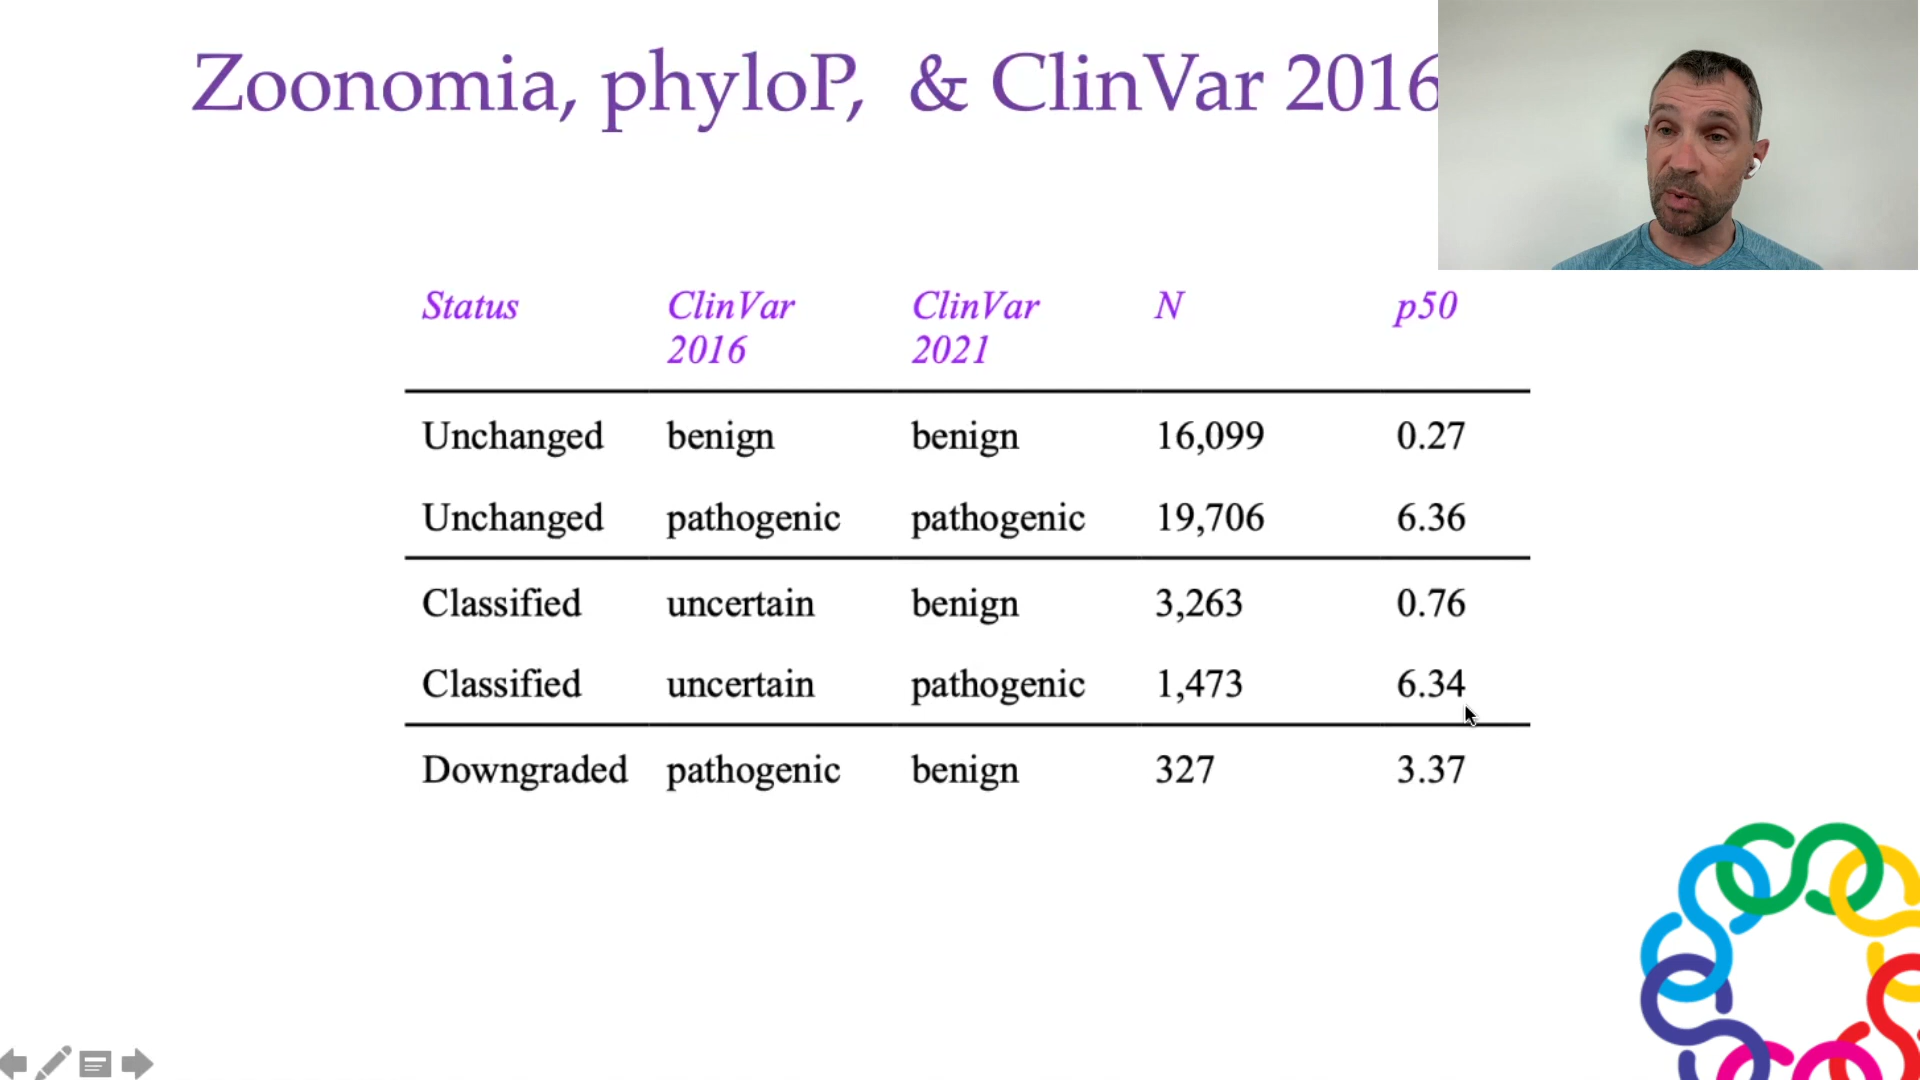 Zoonomia, phyloP, & ClinVar 2016
Status ClinVar 2016 ClinVar 2021 N p50
Unchanged benign benign 16,099 0.27
Unchanged pathogenic pathogenic 19,706 6.36
Classified uncertain benign 3,263 0.76
Classified uncertain pathogenic 1,473 6.34
Downgraded pathogenic benign 327 3.37